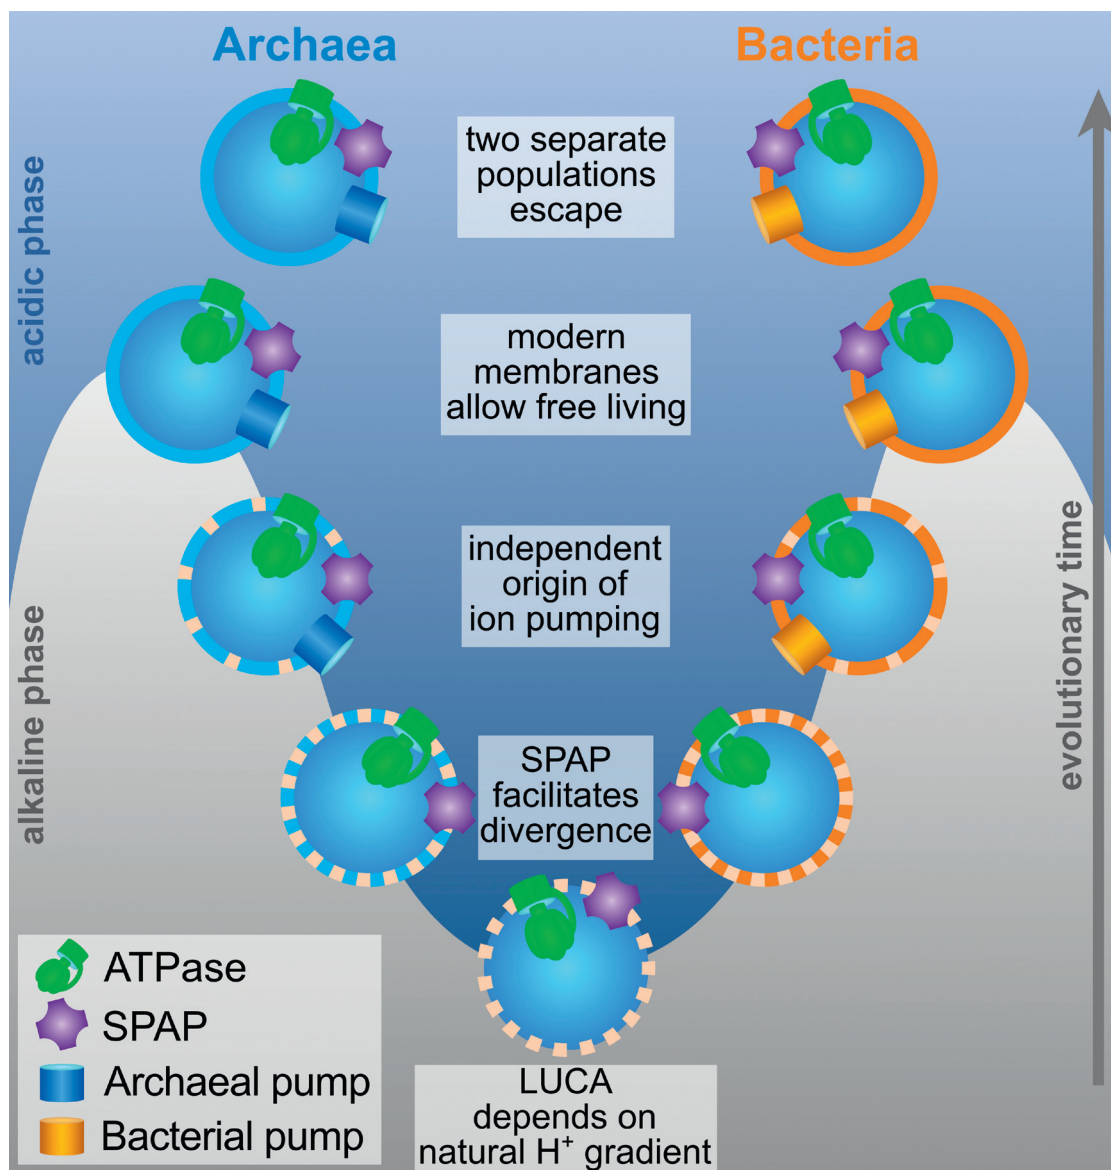 Archaea
Bacteria
two separate
populations
escape
acidic phase
modern
membranes
allow free living
independent
origin of
ion pumping
evolutionary time
alkaline phase
SPAP
facilitates
divergence
ATPase
SPAP
Archaeal pump
Bacterial pump
LUCA
depends on
natural H⁺ gradient